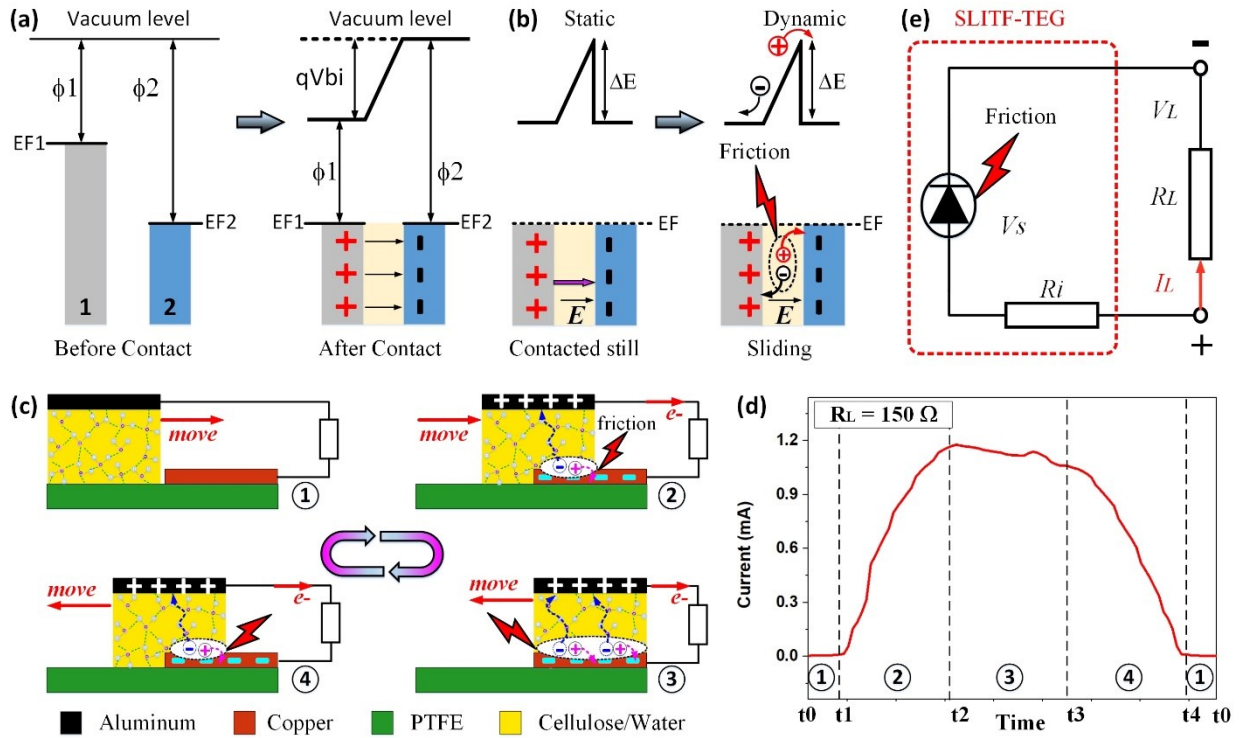 (a)
Vacuum level
Vacuum level
ϕ1
ϕ2
EF1
EF2
1
2
Before Contact
qVbi
ϕ1
ϕ2
EF1
EF2
+
+
+
After Contact
(b)
Static
Dynamic
ΔE
ΔE
+
-
Friction
EF
EF
+
+
+
E
+
+
+
+
-
E
Contacted still
Sliding
(e)
SLITF-TEG
-
Friction
VL
RL
VS
IL
Ri
+
(c)
move
①
move
e-
friction
+ + + +
- +
②
move
e-
+ + + +
- +
④
move
e-
+ + + +
- + -
③
Aluminum
Copper
PTFE
Cellulose/Water
(d)
RL = 150 Ω
Current (mA)
1.2
0.9
0.6
0.3
0.0
① ② ③ ④ ①
t0 t1 t2 Time t3 t4 t0